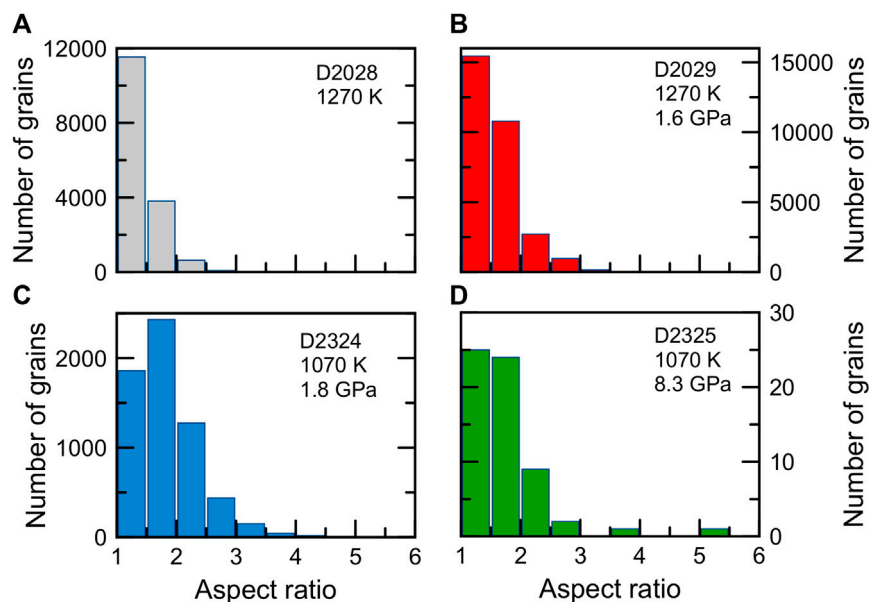 A
Number of grains
12000
8000
4000
0
D2028
1270 K
B
D2029
1270 K
1.6 GPa
15000
10000
5000
0
Number of grains
C
Number of grains
2000
1000
0
D2324
1070 K
1.8 GPa
1 2 3 4 5 6
Aspect ratio
D
D2325
1070 K
8.3 GPa
30
20
10
0
Number of grains
1 2 3 4 5 6
Aspect ratio